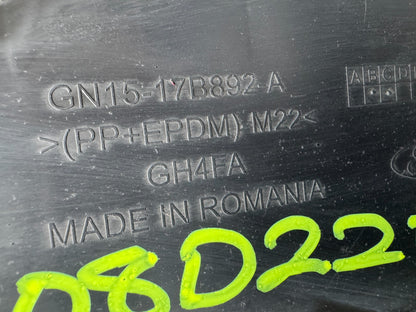 GN15-17B892-A
A B C D
>(PP+EPDM) M22<
GH4FA
MADE IN ROMANIA
D8D22